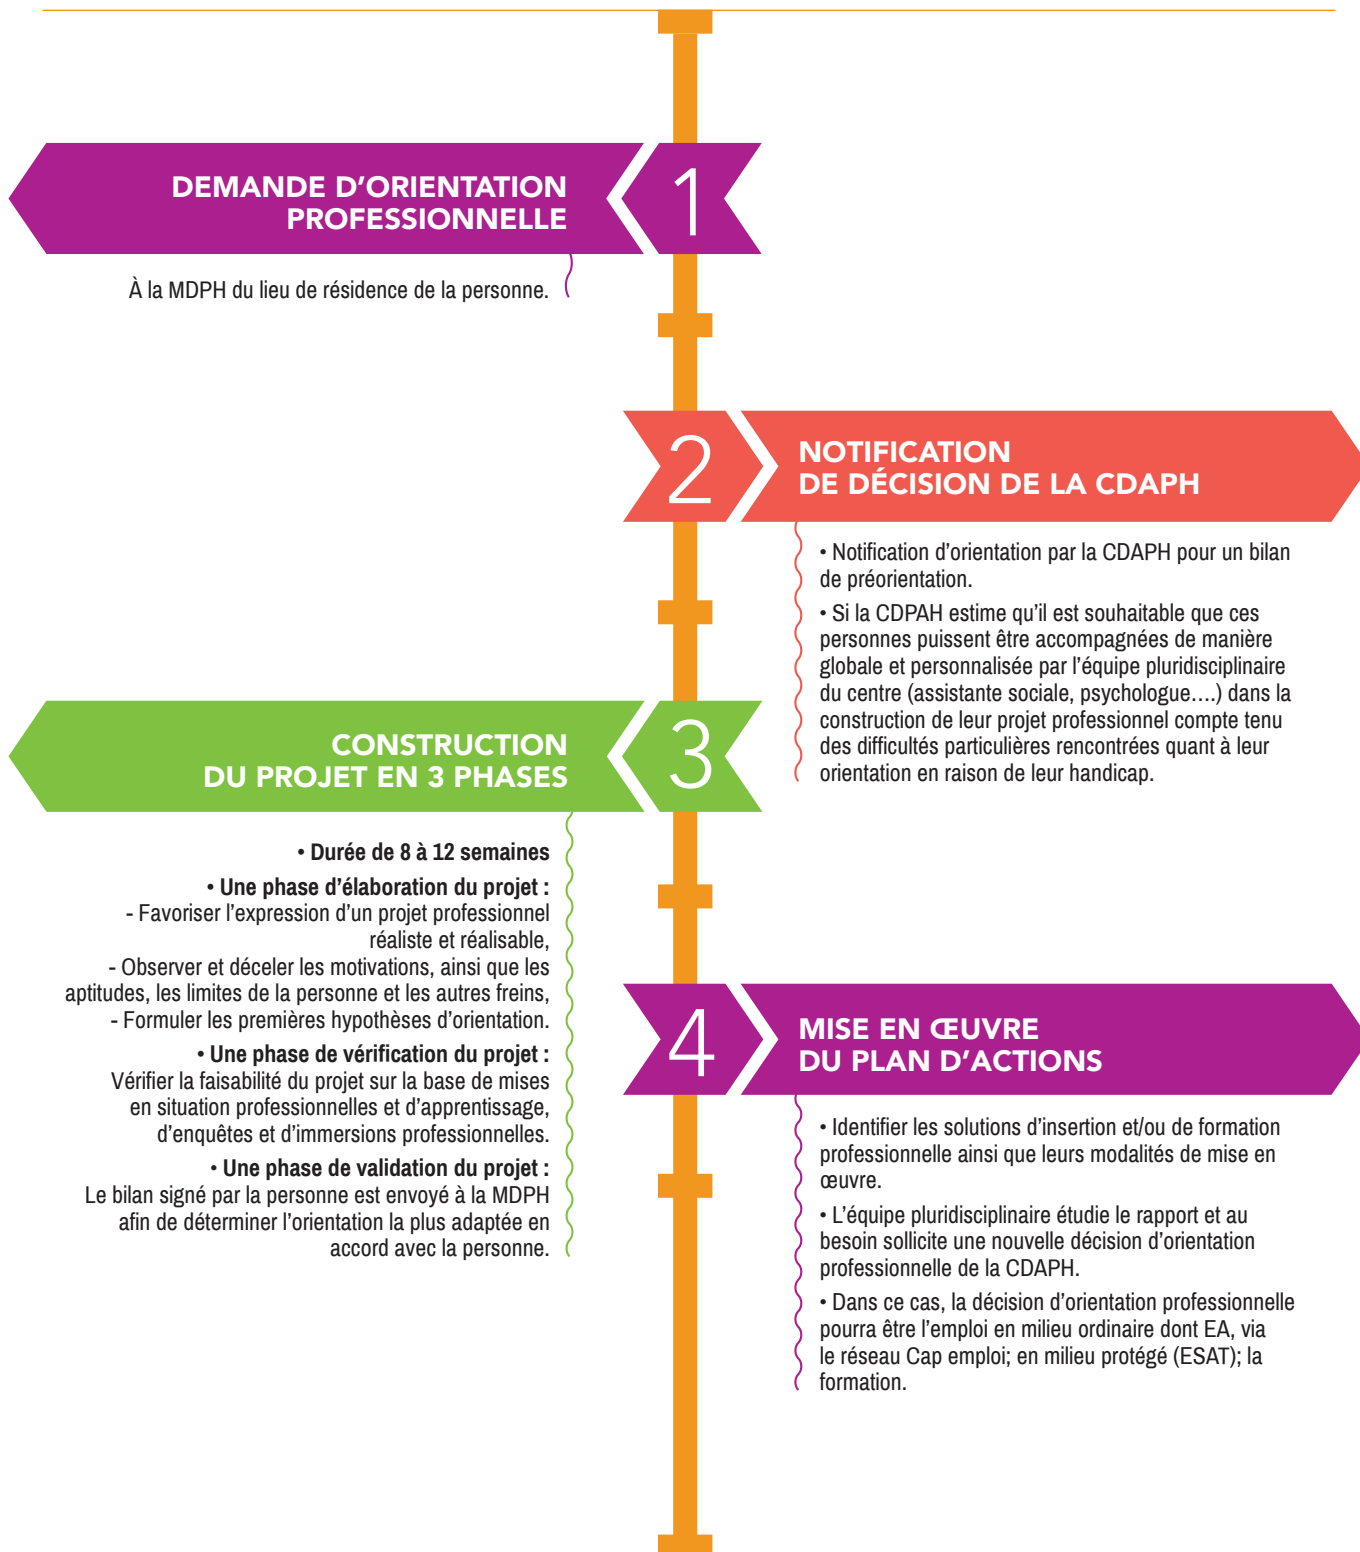 1
DEMANDE D’ORIENTATION
PROFESSIONNELLE
À la MDPH du lieu de résidence de la personne.
2
NOTIFICATION
DE DÉCISION DE LA CDAPH
• Notification d’orientation par la CDAPH pour un bilan
de préorientation.
• Si la CDPAH estime qu’il est souhaitable que ces
personnes puissent être accompagnées de manière
globale et personnalisée par l’équipe pluridisciplinaire
du centre (assistante sociale, psychologue….) dans la
construction de leur projet professionnel compte tenu
des difficultés particulières rencontrées quant à leur
orientation en raison de leur handicap.
3
CONSTRUCTION
DU PROJET EN 3 PHASES
• Durée de 8 à 12 semaines
• Une phase d’élaboration du projet :
- Favoriser l’expression d’un projet professionnel
réaliste et réalisable,
- Observer et déceler les motivations, ainsi que les
aptitudes, les limites de la personne et les autres freins,
- Formuler les premières hypothèses d’orientation.
• Une phase de vérification du projet :
Vérifier la faisabilité du projet sur la base de mises
en situation professionnelles et d’apprentissage,
d’enquêtes et d’immersions professionnelles.
• Une phase de validation du projet :
Le bilan signé par la personne est envoyé à la MDPH
afin de déterminer l’orientation la plus adaptée en
accord avec la personne.
4
MISE EN ŒUVRE
DU PLAN D’ACTIONS
• Identifier les solutions d’insertion et/ou de formation
professionnelle ainsi que leurs modalités de mise en
œuvre.
• L’équipe pluridisciplinaire étudie le rapport et au
besoin sollicite une nouvelle décision d’orientation
professionnelle de la CDAPH.
• Dans ce cas, la décision d’orientation professionnelle
pourra être l’emploi en milieu ordinaire dont EA, via
le réseau Cap emploi; en milieu protégé (ESAT); la
formation.